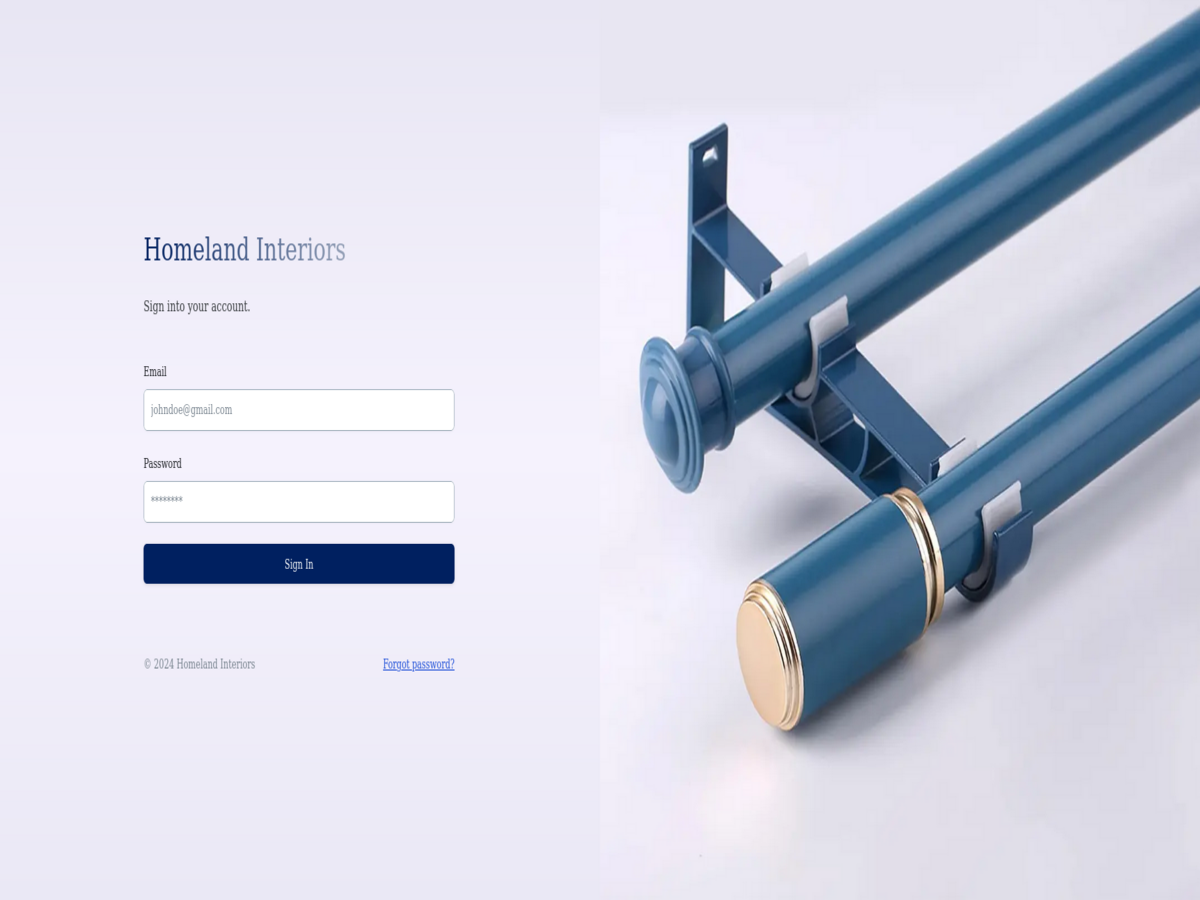 Homeland Interiors
Sign into your account.
Email
johndoe@gmail.com
Password
********
Sign In
© 2024 Homeland Interiors
Forgot password?